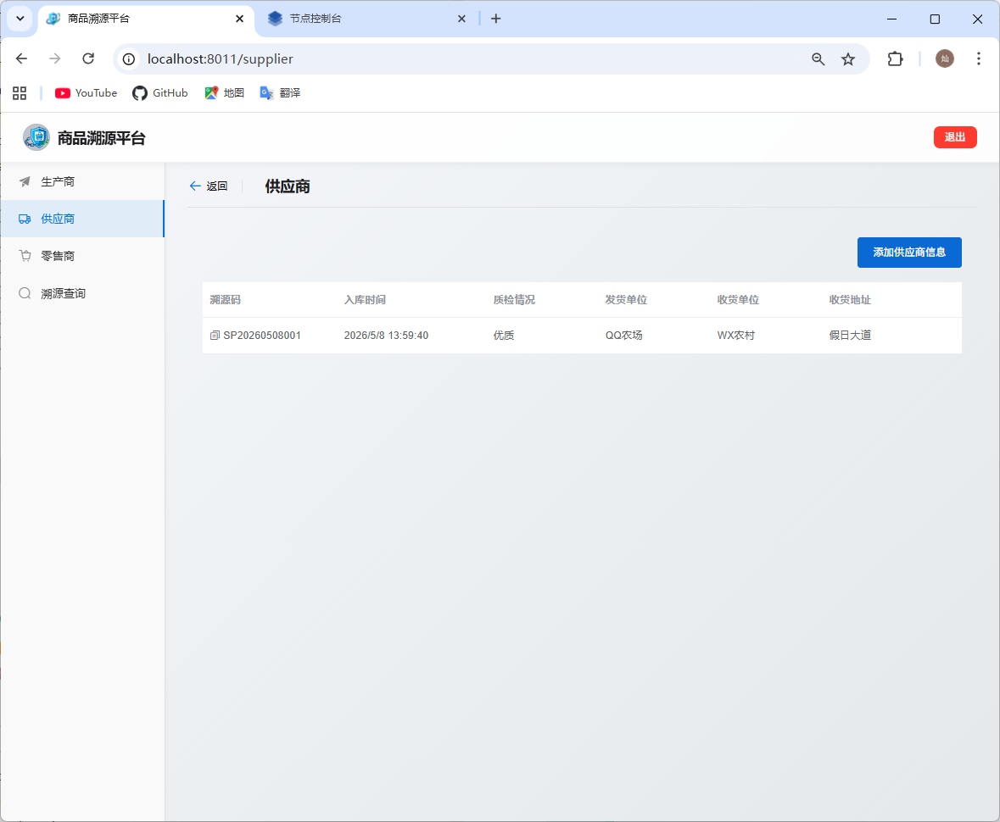 商品溯源平台
节点控制台
localhost:8011/supplier
灿
YouTube
GitHub
地图
翻译
商品溯源平台
退出
生产商
供应商
零售商
溯源查询
返回
供应商
添加供应商信息
溯源码 入库时间 质检情况 发货单位 收货单位 收货地址
SP20260508001 2026/5/8 13:59:40 优质 QQ农场 WX农村 假日大道